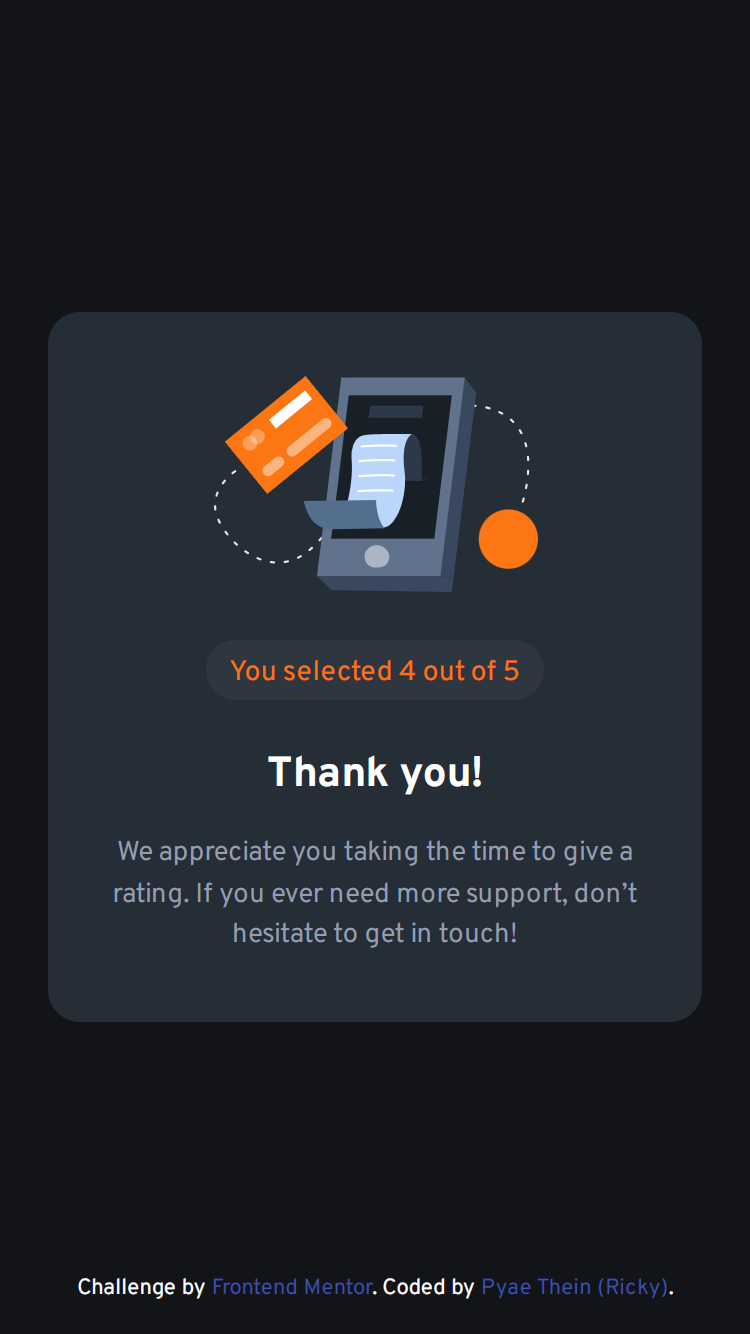 You selected 4 out of 5
Thank you!
We appreciate you taking the time to give a
rating. If you ever need more support, don’t
hesitate to get in touch!
Challenge by Frontend Mentor. Coded by Pyae Thein (Ricky).